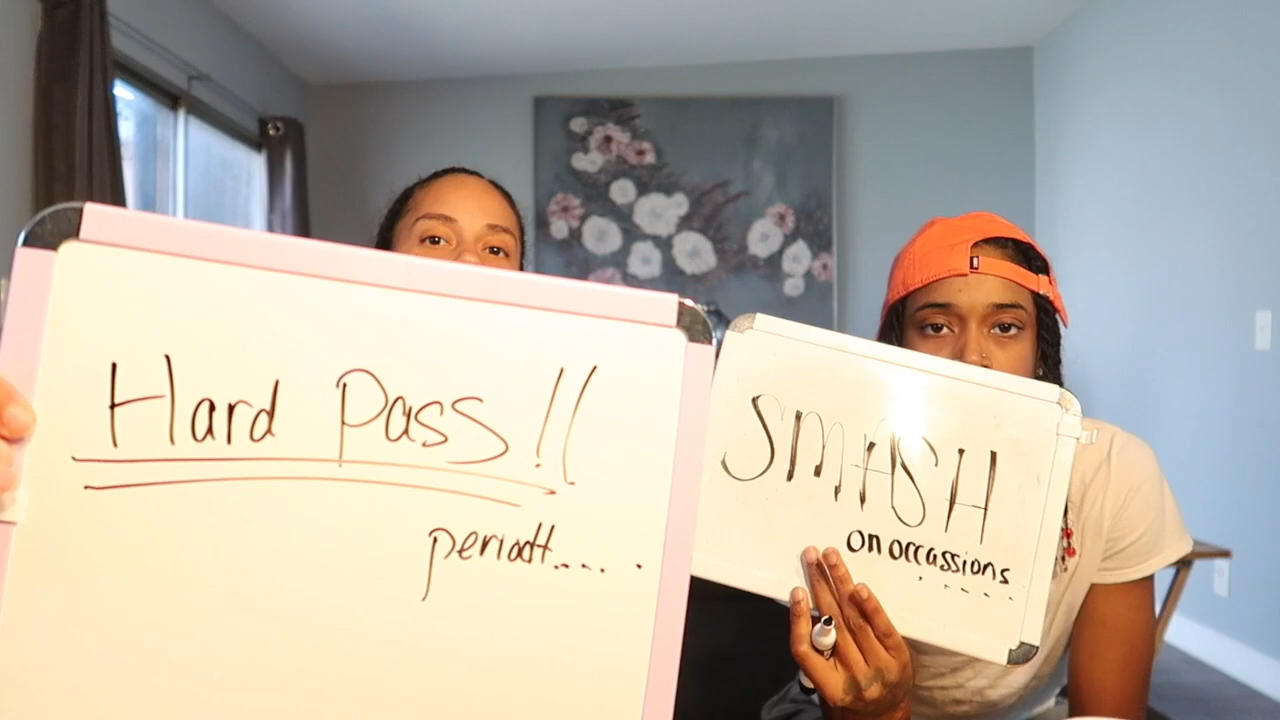 Hard Pass!!
periodt.....
SMASH
on occassions
.....